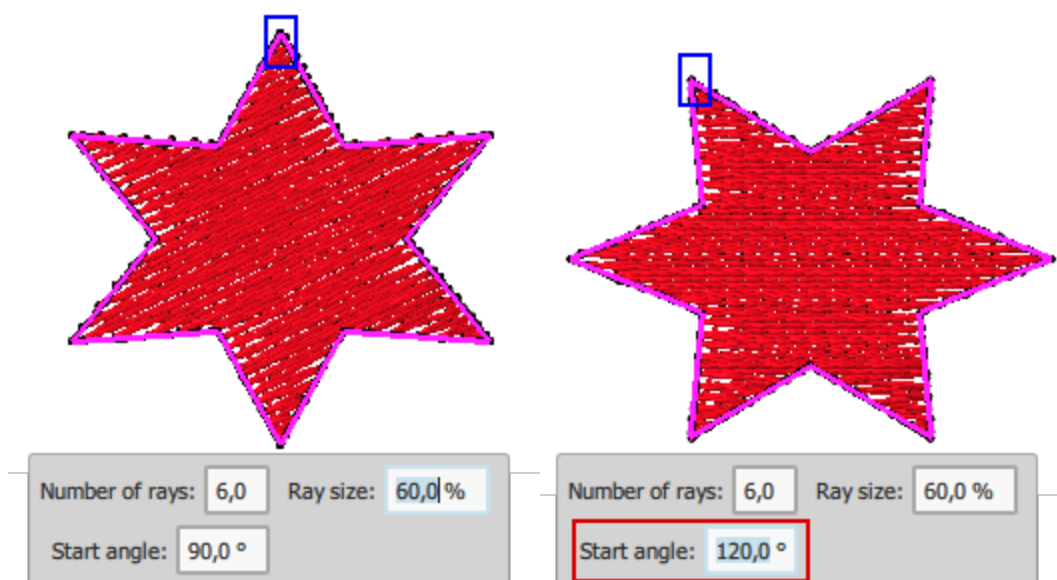 Number of rays: 6,0 Ray size: 60,0 %
Start angle: 90,0 °
Number of rays: 6,0 Ray size: 60,0 %
Start angle: 120,0 °